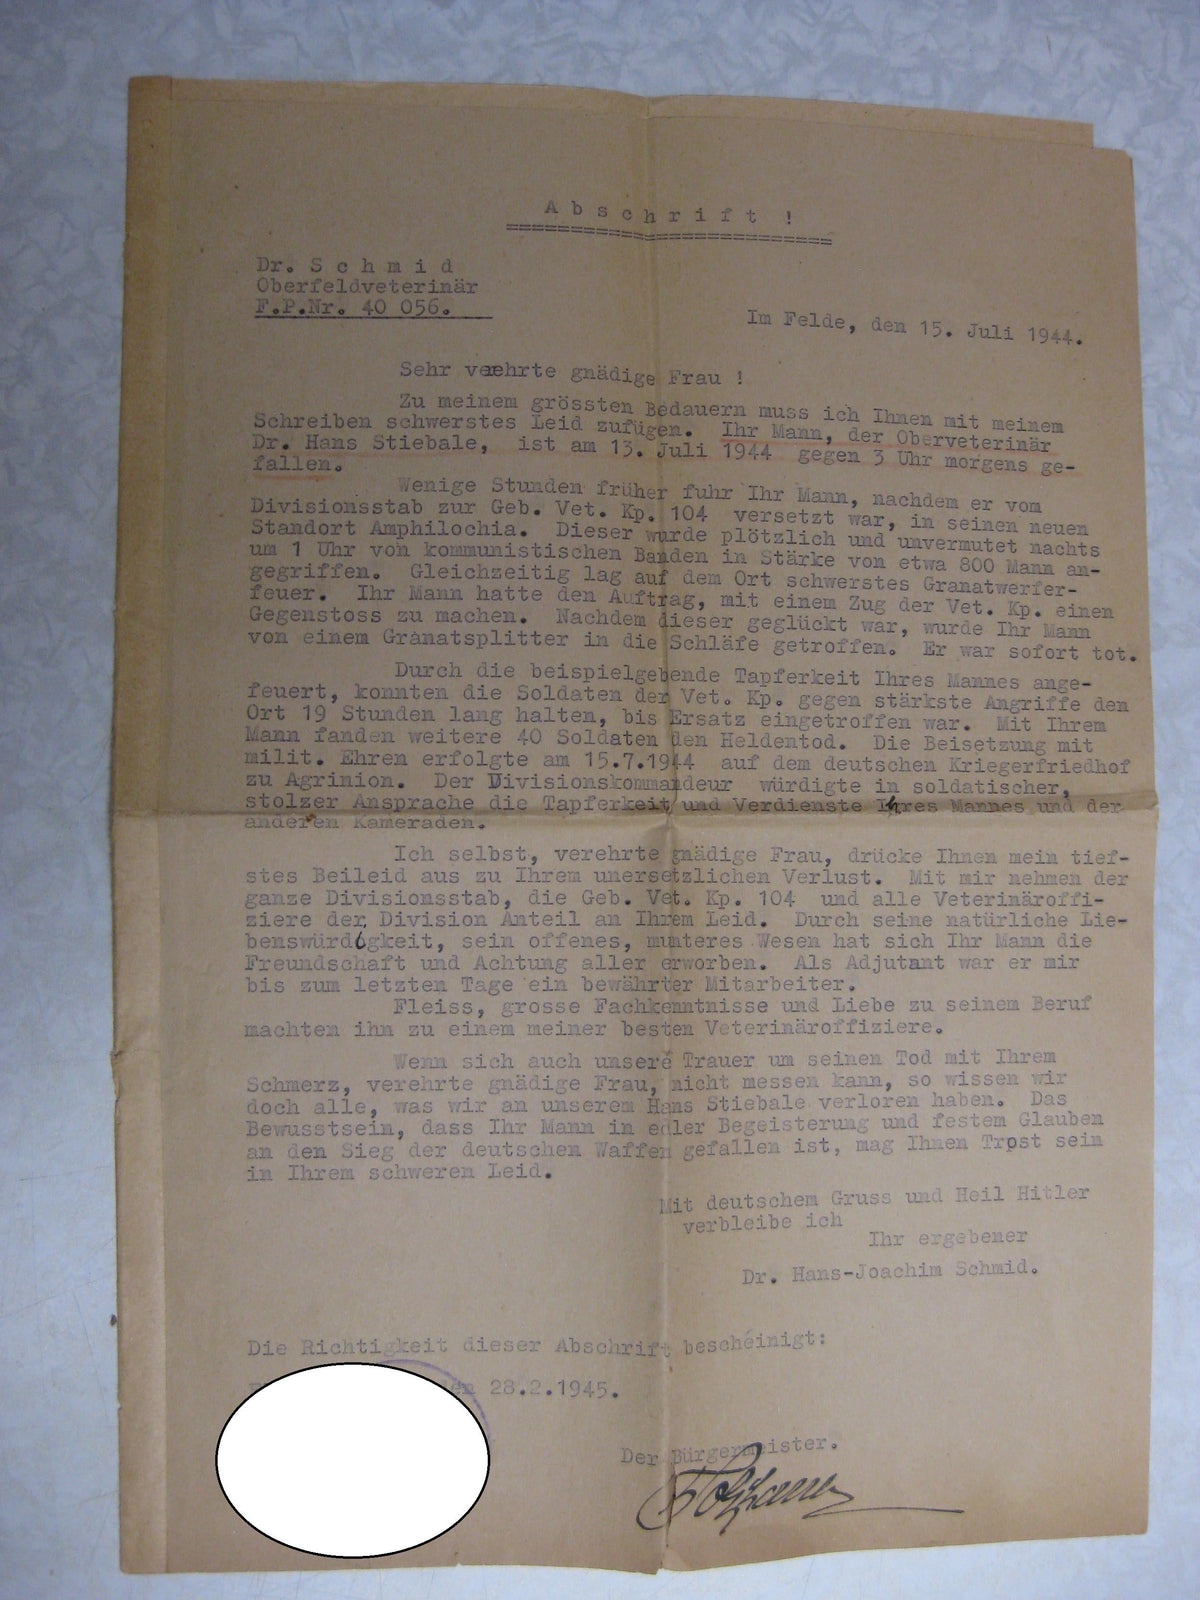 A b s c h r i f t !
Dr. S c h m i d
Oberfeldveterinär
F.P.Nr. 40 056.
Im Felde, den 15. Juli 1944.
Sehr verehrte gnädige Frau !
Zu meinem grössten Bedauern muss ich Ihnen mit meinem
Schreiben schwerstes Leid zufügen. Ihr Mann, der Oberveterinär
Dr. Hans Stiebale, ist am 13. Juli 1944 gegen 3 Uhr morgens ge-
fallen.
Wenige Stunden früher fuhr Ihr Mann, nachdem er vom
Divisionsstab zur Geb. Vet. Kp. 104 versetzt war, in seinen neuen
Standort Amphilochia. Dieser wurde plötzlich und unvermutet nachts
um 1 Uhr von kommunistischen Banden in Stärke von etwa 800 Mann an-
gegriffen. Gleichzeitig lag auf dem Ort schwerstes Granatwerfer-
feuer. Ihr Mann hatte den Auftrag, mit einem Zug der Vet. Kp. einen
Gegenstoss zu machen. Nachdem dieser geglückt war, wurde Ihr Mann
von einem Granatsplitter in die Schläfe getroffen. Er war sofort tot.
Durch die beispielgebende Tapferkeit Ihres Mannes ange-
feuert, konnten die Soldaten der Vet. Kp. gegen stärkste Angriffe den
Ort 19 Stunden lang halten, bis Ersatz eingetroffen war. Mit Ihrem
Mann fanden weitere 40 Soldaten den Heldentod. Die Beisetzung mit
milit. Ehren erfolgte am 15.7.1944 auf dem deutschen Kriegerfriedhof
zu Agrinion. Der Divisionskommandeur würdigte in soldatischer,
stolzer Ansprache die Tapferkeit und Verdienste Ihres Mannes und der
anderen Kameraden.
Ich selbst, verehrte gnädige Frau, drücke Ihnen mein tief-
stes Beileid aus zu Ihrem unersetzlichen Verlust. Mit mir nehmen der
ganze Divisionsstab, die Geb. Vet. Kp. 104 und alle Veterinäroffi-
ziere der Division Anteil an Ihrem Leid. Durch seine natürliche Lie-
benswürdigkeit, sein offenes, munteres Wesen hat sich Ihr Mann die
Freundschaft und Achtung aller erworben. Als Adjutant war er mir
bis zum letzten Tage ein bewährter Mitarbeiter.
Fleiss, grosse Fachkenntnisse und Liebe zu seinem Beruf
machten ihn zu einem meiner besten Veterinäroffiziere.
Wenn sich auch unsere Trauer um seinen Tod mit Ihrem
Schmerz, verehrte gnädige Frau, nicht messen kann, so wissen wir
doch alle, was wir an unserem Hans Stiebale verloren haben. Das
Bewusstsein, dass Ihr Mann in edler Begeisterung und festem Glauben
an den Sieg der deutschen Waffen gefallen ist, mag Ihnen Trost sein
in Ihrem schweren Leid.
Mit deutschem Gruss und Heil Hitler
verbleibe ich
Ihr ergebener
Dr. Hans-Joachim Schmid.
Die Richtigkeit dieser Abschrift bescheinigt:
den 28.2.1945.
Der Bürgermeister.